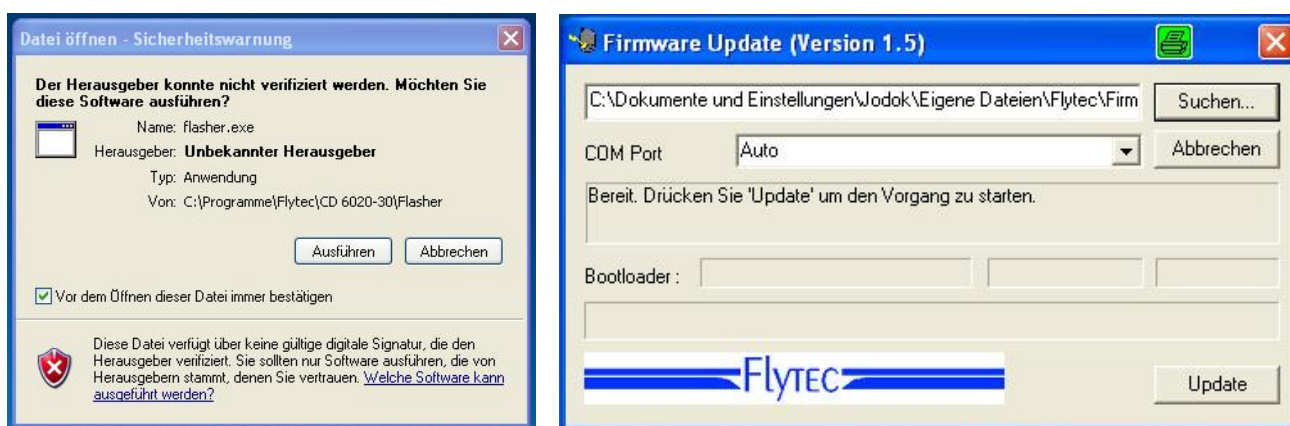 Datei öffnen - Sicherheitswarnung
Der Herausgeber konnte nicht verifiziert werden. Möchten Sie
diese Software ausführen?
Name: flasher.exe
Herausgeber: Unbekannter Herausgeber
Typ: Anwendung
Von: C:\Programme\Flytec\CD 6020-30\Flasher
Ausführen
Abbrechen
Vor dem Öffnen dieser Datei immer bestätigen
Diese Datei verfügt über keine gültige digitale Signatur, die den
Herausgeber verifiziert. Sie sollten nur Software ausführen, die von
Herausgebern stammt, denen Sie vertrauen. Welche Software kann
ausgeführt werden?
Firmware Update (Version 1.5)
C:\Dokumente und Einstellungen\Jodok\Eigene Dateien\Flytec\Firm
Suchen...
COM Port
Auto
Abbrechen
Bereit. Drücken Sie 'Update' um den Vorgang zu starten.
Bootloader :
FLYTEC
Update